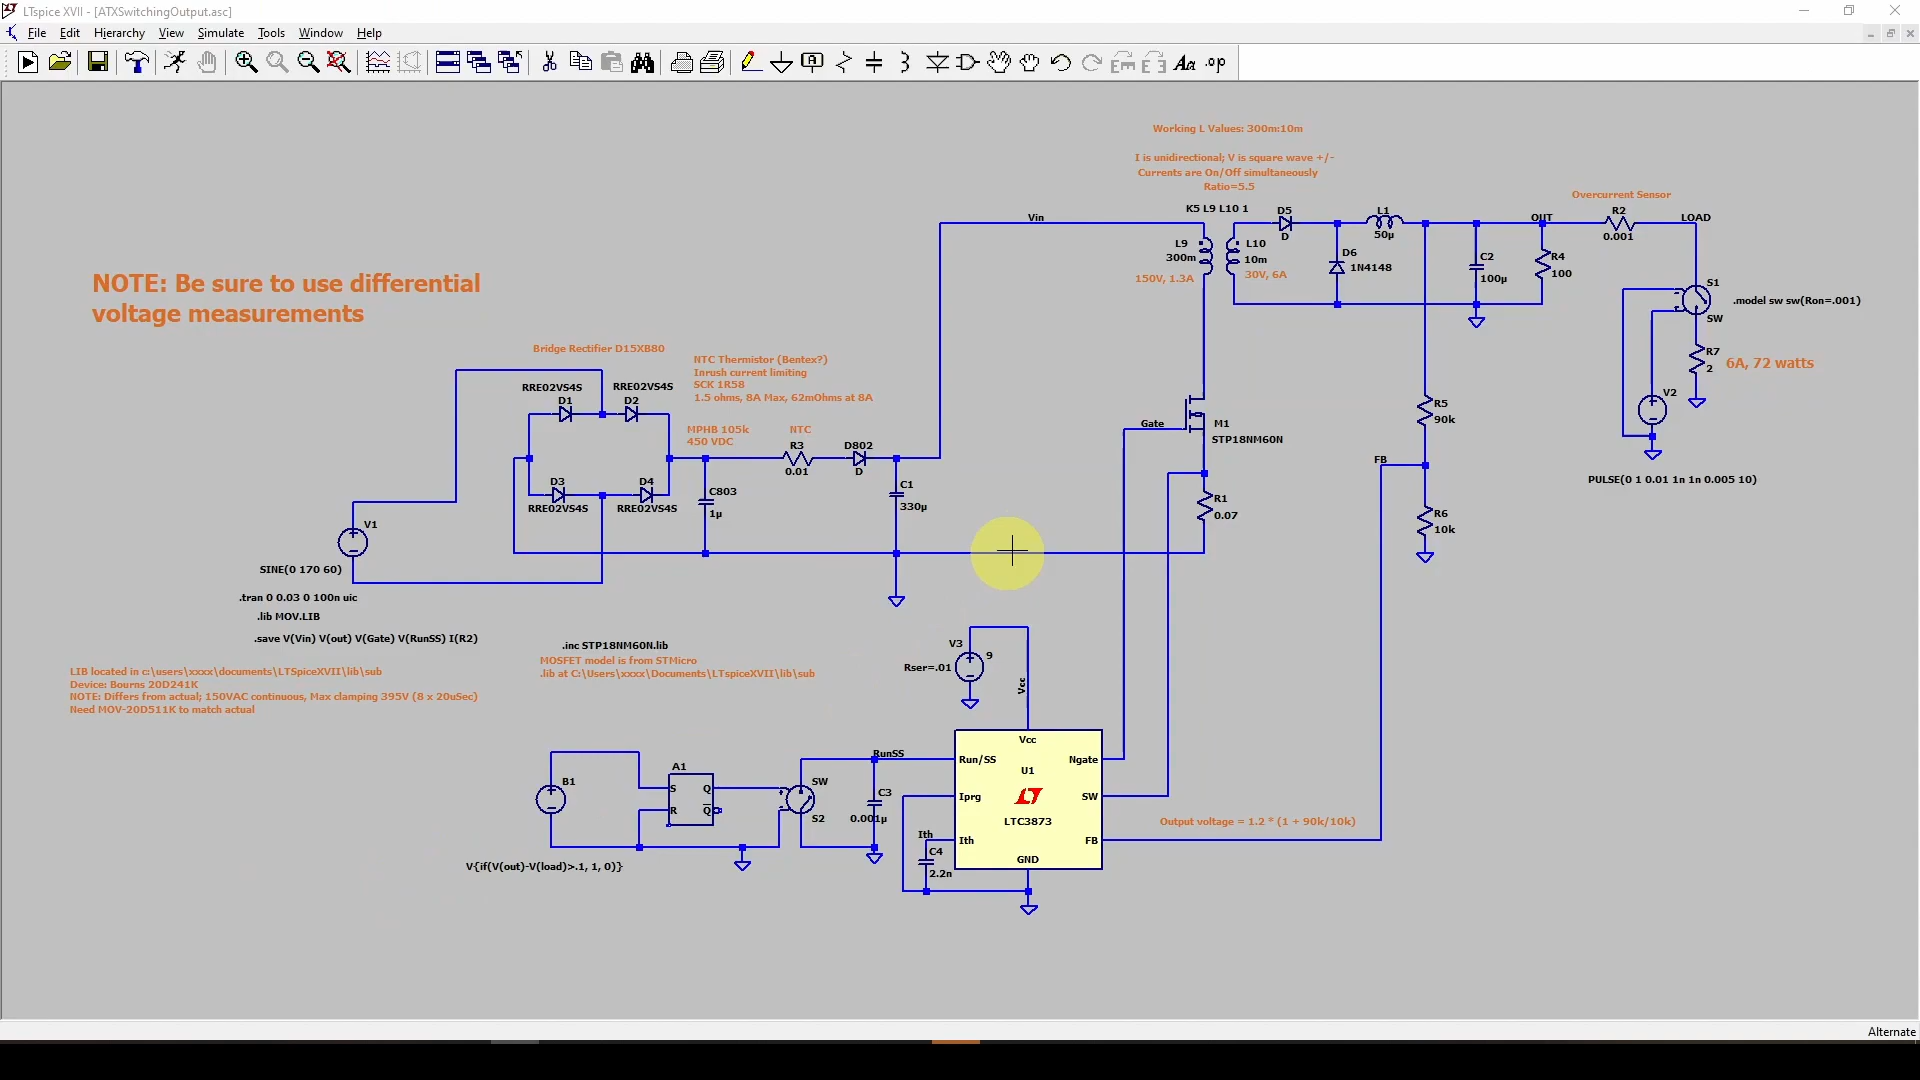 LTspice XVII - [ATXSwitchingOutput.asc]
File Edit Hierarchy View Simulate Tools Window Help
Working L Values: 300m:10m
I is unidirectional; V is square wave +/-
Currents are On/Off simultaneously
Ratio=5.5
K5 L9 L10 1
Overcurrent Sensor
Vin
D5
D
L1
50µ
OUT
R2
0.001
LOAD
L9
300m
150V, 1.3A
L10
10m
30V, 6A
D6
1N4148
C2
100µ
R4
100
S1
SW
.model sw sw(Ron=.001)
R7
2
6A, 72 watts
V2
PULSE(0 1 0.01 1n 1n 0.005 10)
NOTE: Be sure to use differential
voltage measurements
Bridge Rectifier D15XB80
RRE02VS4S
D1
RRE02VS4S
D2
D3
RRE02VS4S
D4
RRE02VS4S
NTC Thermistor (Bentex?)
Inrush current limiting
SCK 1R58
1.5 ohms, 8A Max, 62mOhms at 8A
MPHB 105k
450 VDC
NTC
R3
0.01
D802
D
C803
1µ
C1
330µ
Gate
M1
STP18NM60N
R1
0.07
R5
90k
FB
R6
10k
V1
SINE(0 170 60)
.tran 0 0.03 0 100n uic
.lib MOV.LIB
.save V(Vin) V(out) V(Gate) V(RunSS) I(R2)
LIB located in c:\users\xxxx\documents\LTSpiceXVII\lib\sub
Device: Bourns 20D241K
NOTE: Differs from actual; 150VAC continuous, Max clamping 395V (8 x 20uSec)
Need MOV-20D511K to match actual
.inc STP18NM60N.lib
MOSFET model is from STMicro
.lib at C:\Users\xxxx\Documents\LTspiceXVII\lib\sub
V3
9
Rser=.01
Vcc
B1
V{if(V(out)-V(load)>.1, 1, 0)}
A1
S
R
Q
Q
SW
S2
RunSS
C3
0.001µ
Ith
C4
2.2n
Vcc
Run/SS
U1
Ngate
Iprg
SW
LTC3873
Ith
FB
GND
Output voltage = 1.2 * (1 + 90k/10k)
Alternate